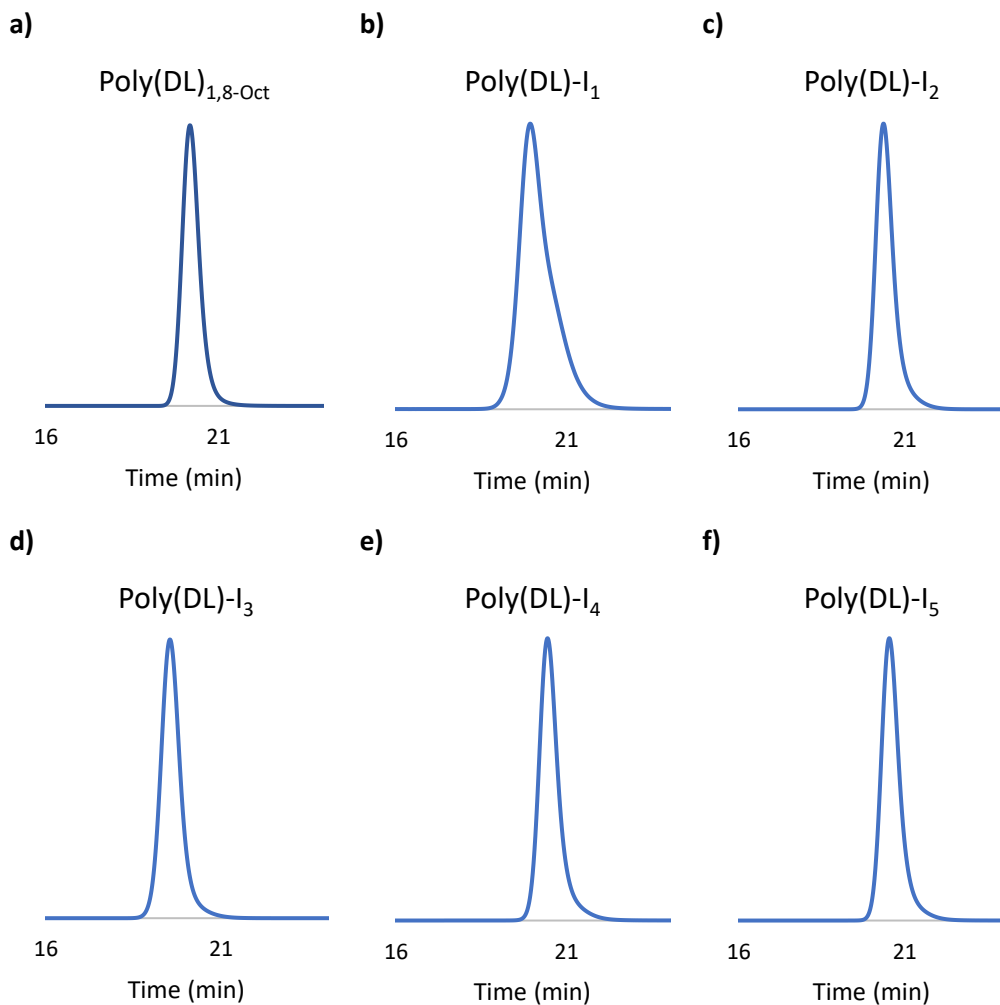 a)
Poly(DL)1,8-Oct
16 21
Time (min)
b)
Poly(DL)-I1
16 21
Time (min)
c)
Poly(DL)-I2
16 21
Time (min)
d)
Poly(DL)-I3
16 21
Time (min)
e)
Poly(DL)-I4
16 21
Time (min)
f)
Poly(DL)-I5
16 21
Time (min)